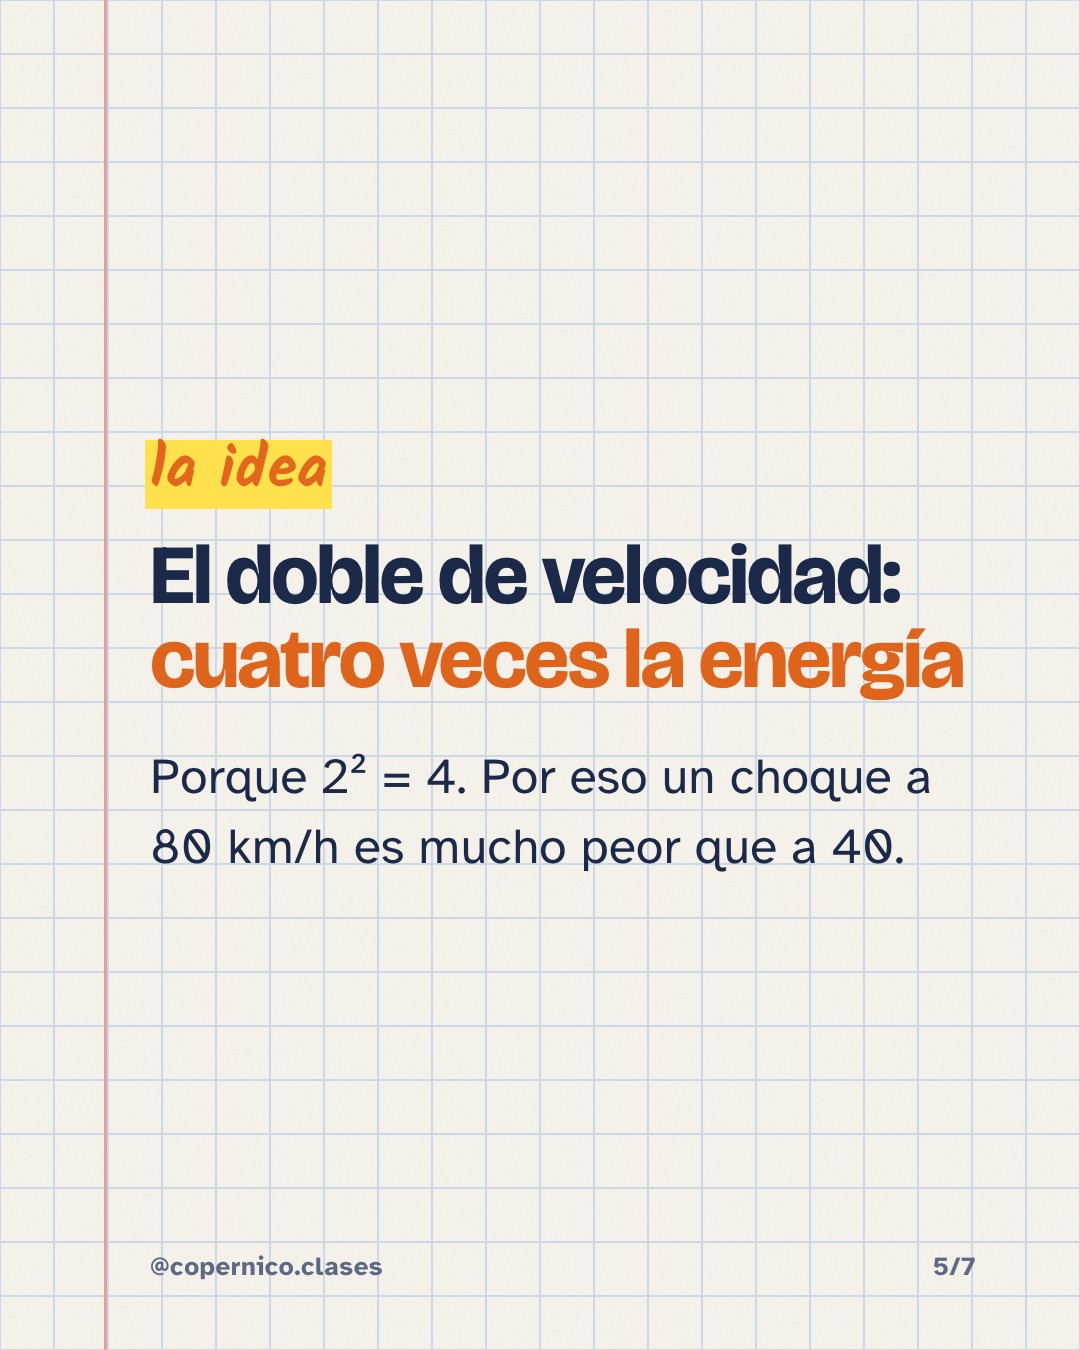 la idea
El doble de velocidad:
cuatro veces la energía
Porque 2² = 4. Por eso un choque a
80 km/h es mucho peor que a 40.
@copernico.clases
5/7